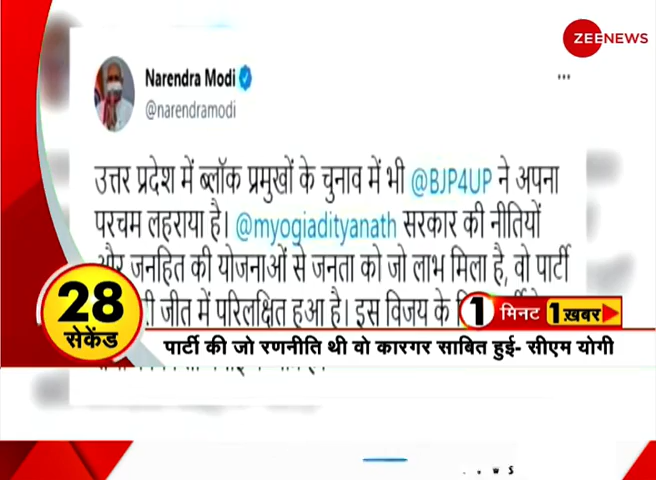 ZEENEWS
Narendra Modi
@narendramodi
उत्तर प्रदेश में ब्लॉक प्रमुखों के चुनाव में भी @BJP4UP ने अपना
परचम लहराया है। @myogiadityanath सरकार की नीतियों
और जनहित की योजनाओं से जनता को जो लाभ मिला है, वो पार्टी
जीत में परिलक्षित हुआ है। इस विजय के
28
सेकेंड
1 मिनट 1 ख़बर
पार्टी की जो रणनीति थी वो कारगर साबित हुई- सीएम योगी